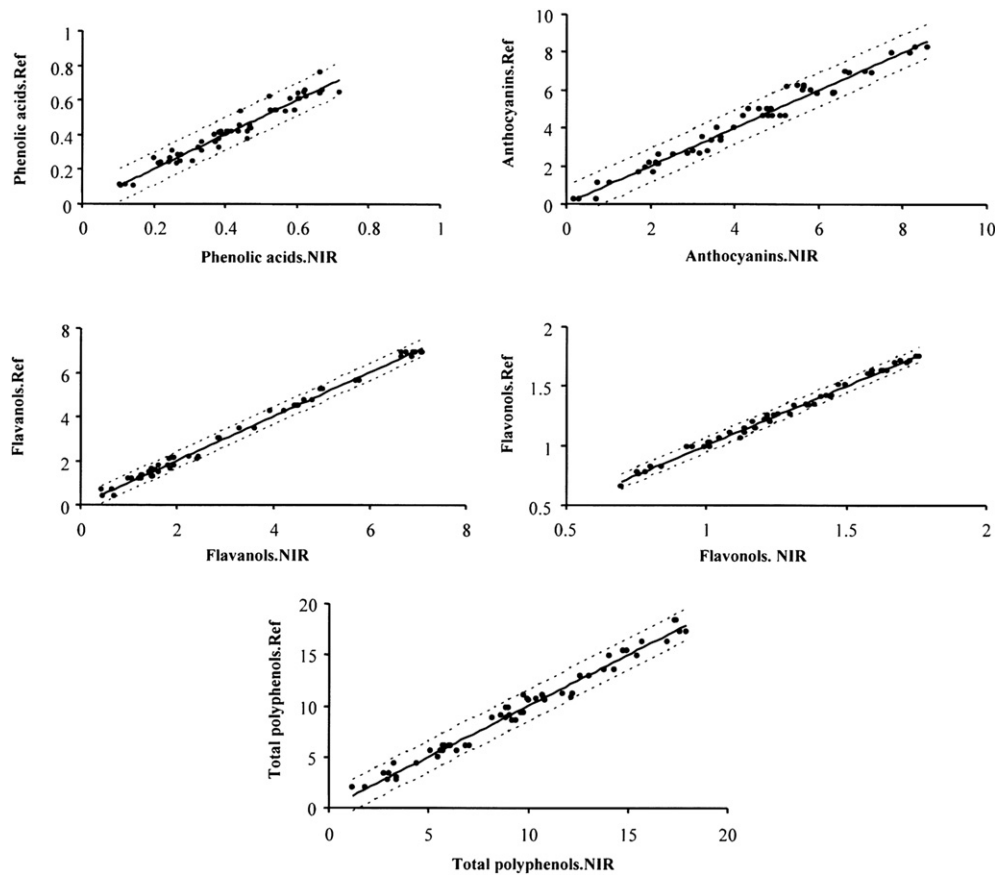 Phenolic acids.Ref
1
0.8
0.6
0.4
0.2
0
0 0.2 0.4 0.6 0.8 1
Phenolic acids.NIR
Anthocyanins.Ref
10
8
6
4
2
0
0 2 4 6 8 10
Anthocyanins.NIR
Flavanols.Ref
8
6
4
2
0
0 2 4 6 8
Flavanols.NIR
Flavonols.Ref
2
1.5
1
0.5
0.5 1 1.5 2
Flavonols. NIR
Total polyphenols.Ref
20
15
10
5
0
0 5 10 15 20
Total polyphenols.NIR